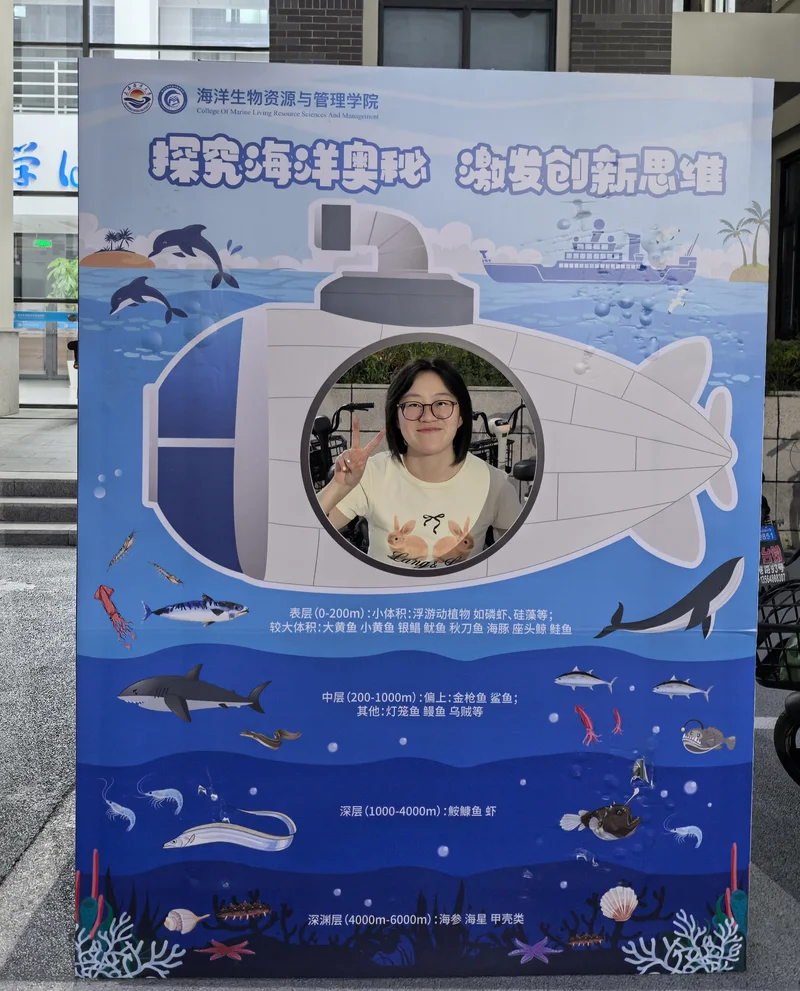 海洋生物资源与管理学院
College Of Marine Living Resource Sciences And Management
探究海洋奥秘 激发创新思维
表层(0-200m):小体积:浮游动植物 如磷虾、硅藻等;
较大体积:大黄鱼 小黄鱼 银鲳 鱿鱼 秋刀鱼 海豚 座头鲸 鲑鱼
中层(200-1000m):偏上:金枪鱼 鲨鱼;
其他:灯笼鱼 鳗鱼 乌贼等
深层(1000-4000m):鮟鱇鱼 虾
深渊层(4000m-6000m):海参 海星 甲壳类